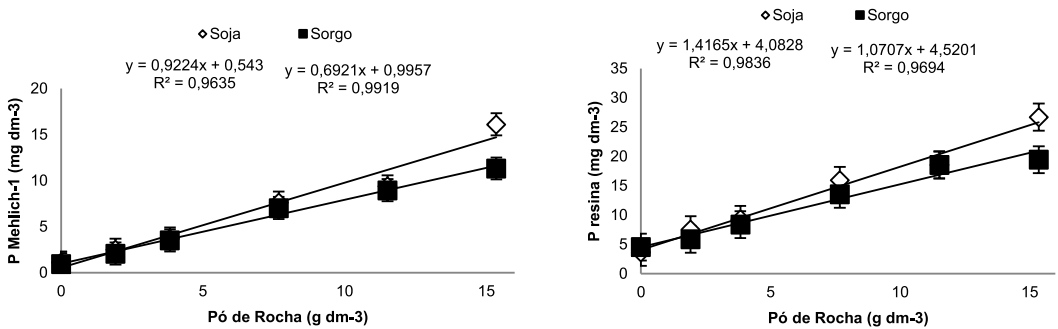 Soja Sorgo
y = 0,9224x + 0,543 y = 0,6921x + 0,9957
R² = 0,9635 R² = 0,9919
P Mehlich-1 (mg dm-3)
20
15
10
5
0
0 5 10 15
Pó de Rocha (g dm-3)
Soja Sorgo
y = 1,4165x + 4,0828 y = 1,0707x + 4,5201
R² = 0,9836 R² = 0,9694
P resina (mg dm-3)
35
30
25
20
15
10
5
0
0 5 10 15
Pó de Rocha (g dm-3)